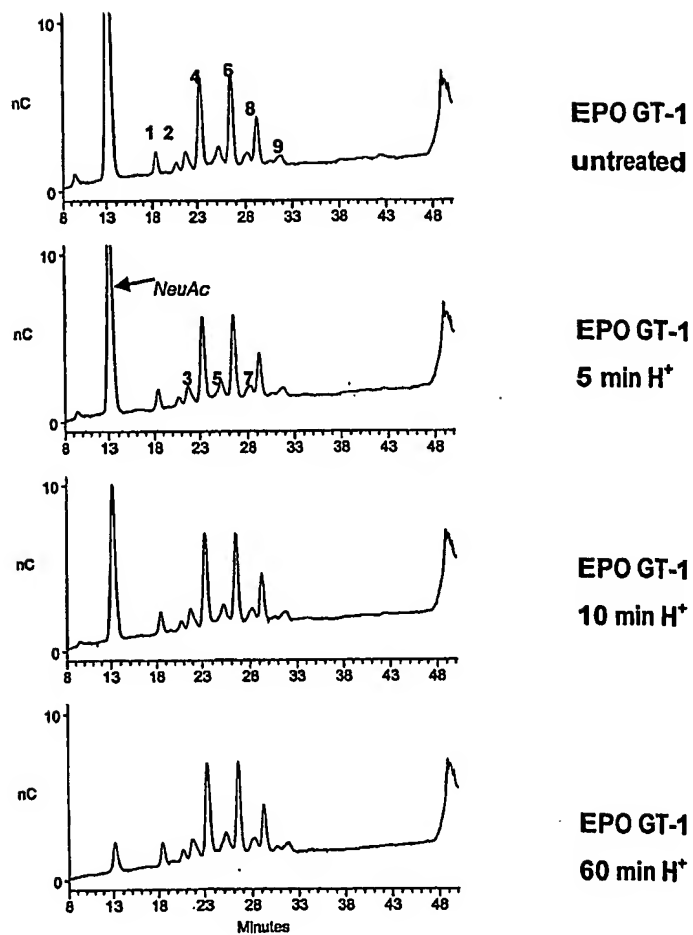 10
nC
0
1 2 4 6 8 9
8 13 18 23 28 33 38 43 48
EPO GT-1
untreated
10
NeuAc
nC
3 5 7
0
8 13 18 23 28 33 38 43 48
EPO GT-1
5 min H⁺
10
nC
0
8 13 18 23 28 33 38 43 48
EPO GT-1
10 min H⁺
10
nC
0
8 13 18 23 28 33 38 43 48
Minutes
EPO GT-1
60 min H⁺